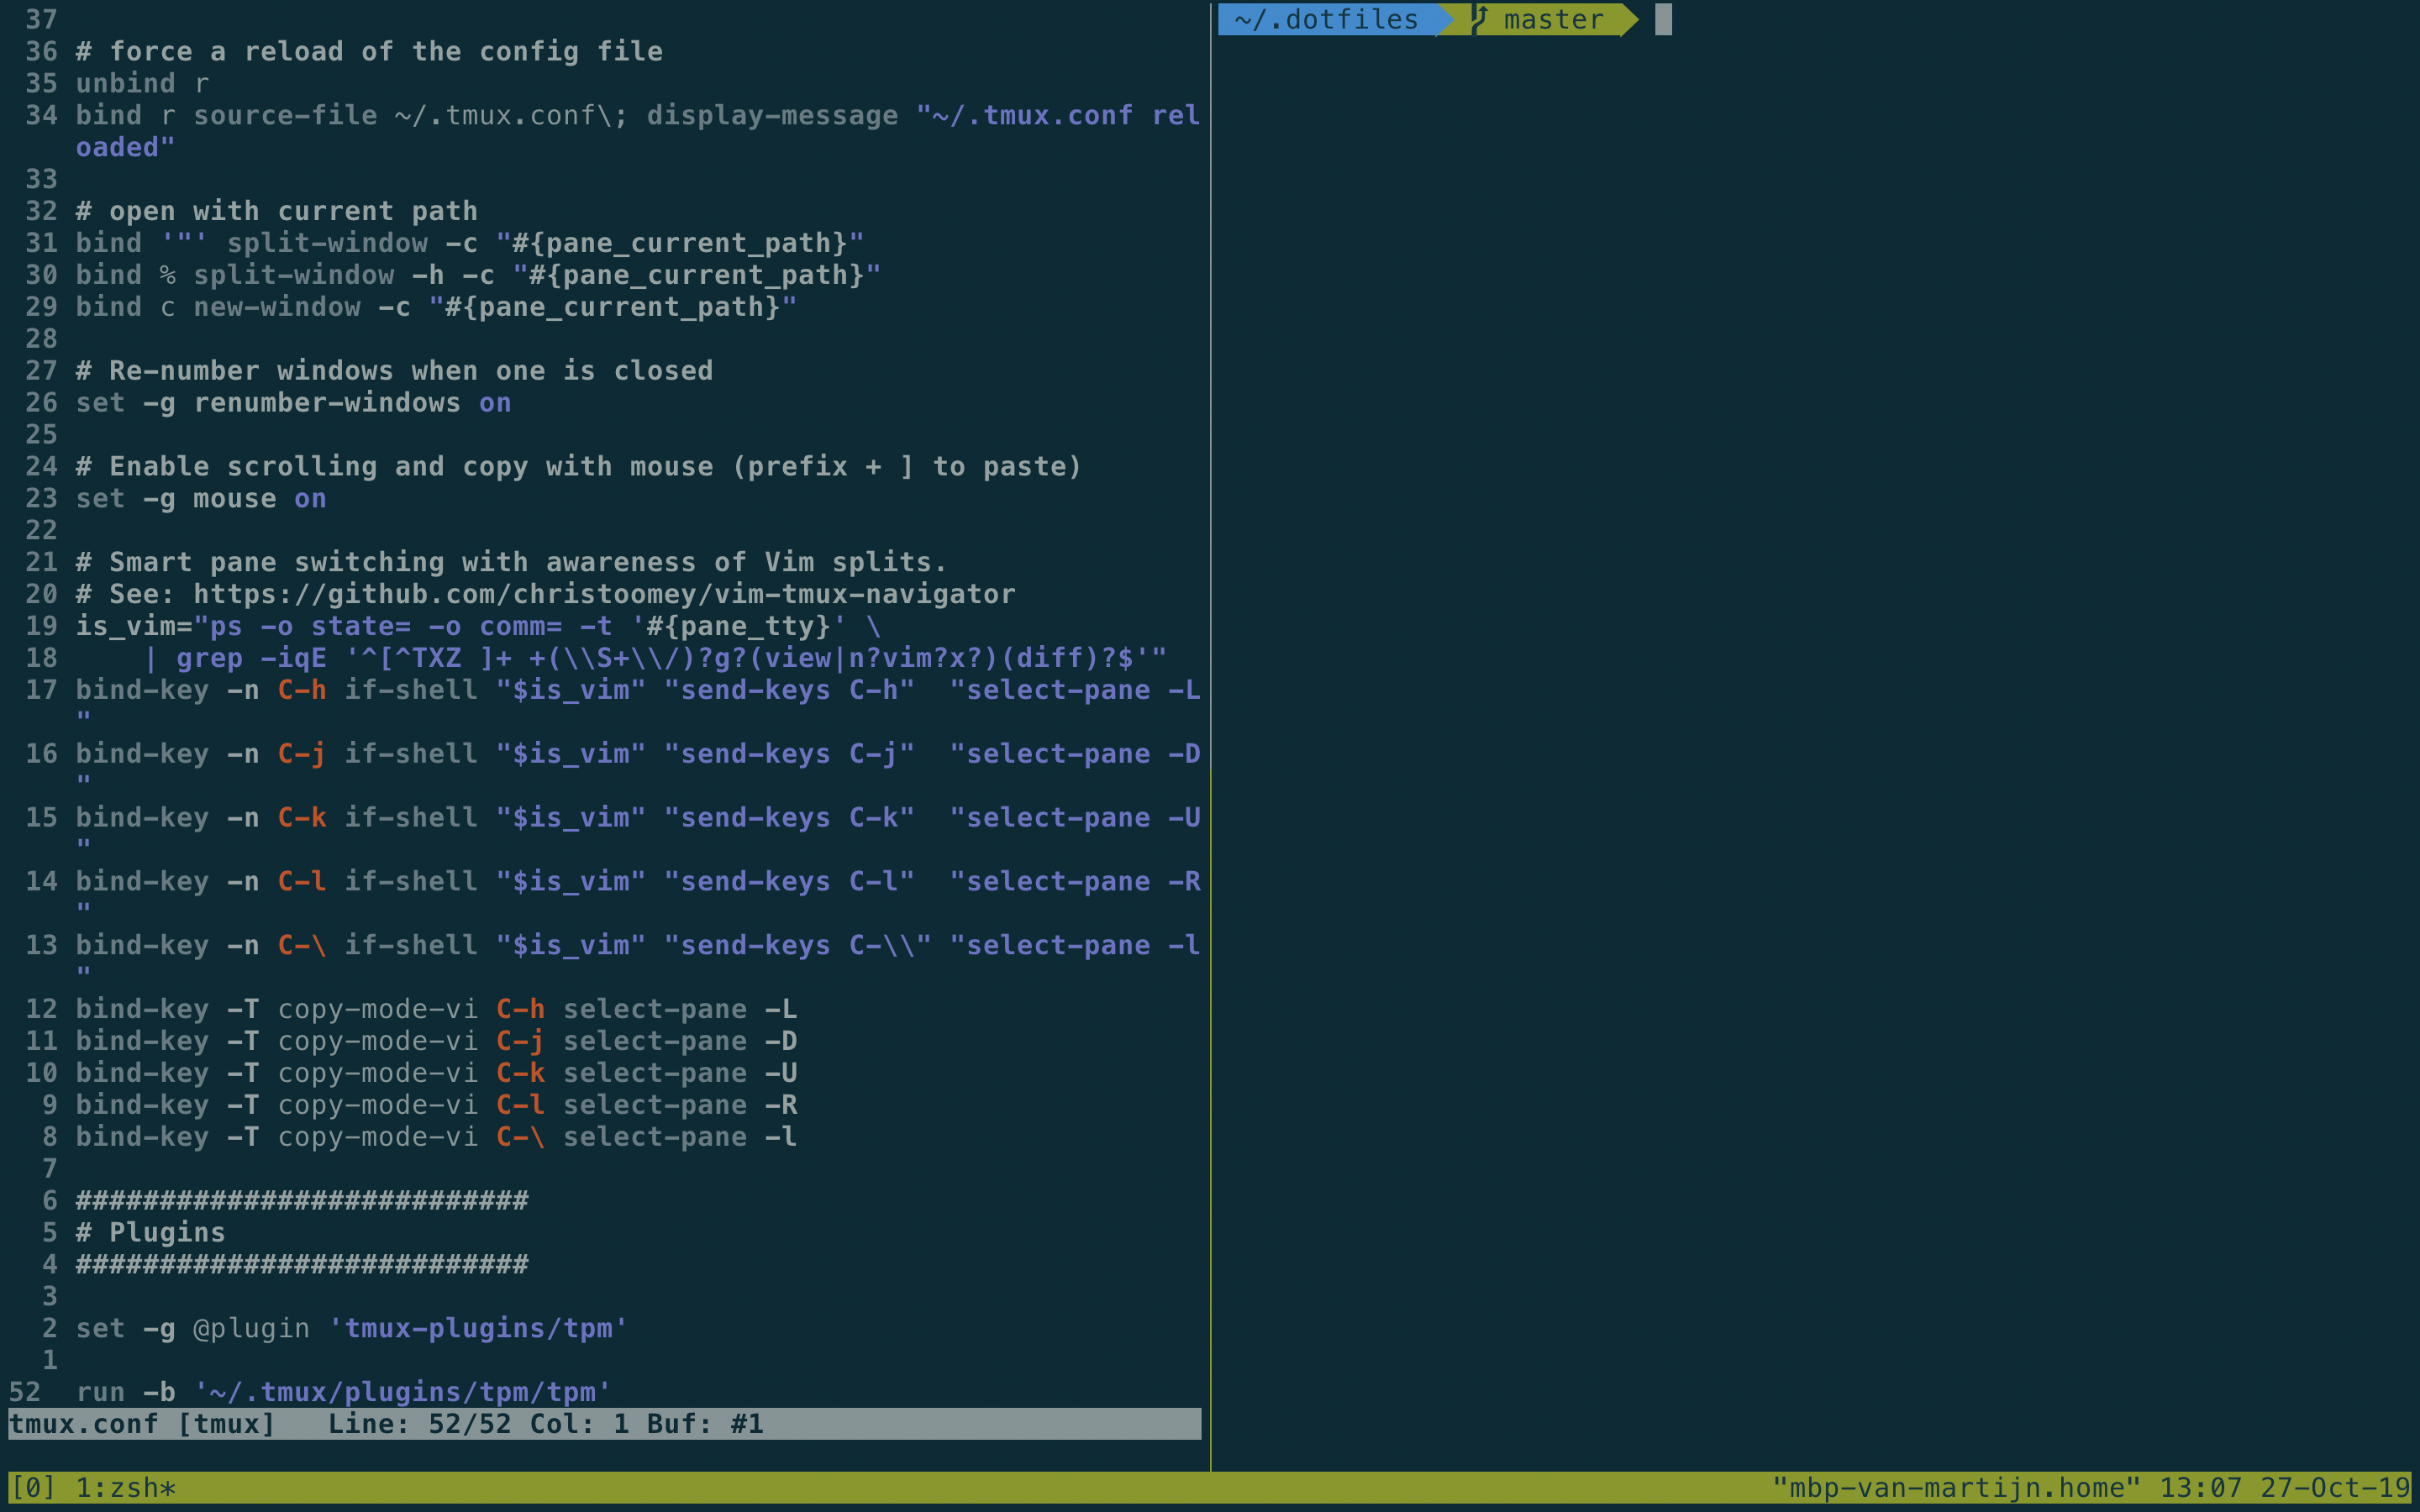 37
36 # force a reload of the config file
35 unbind r
34 bind r source-file ~/.tmux.conf\; display-message "~/.tmux.conf rel
oaded"
33
32 # open with current path
31 bind '"' split-window -c "#{pane_current_path}"
30 bind % split-window -h -c "#{pane_current_path}"
29 bind c new-window -c "#{pane_current_path}"
28
27 # Re-number windows when one is closed
26 set -g renumber-windows on
25
24 # Enable scrolling and copy with mouse (prefix + ] to paste)
23 set -g mouse on
22
21 # Smart pane switching with awareness of Vim splits.
20 # See: https://github.com/christoomey/vim-tmux-navigator
19 is_vim="ps -o state= -o comm= -t '#{pane_tty}' \
18     | grep -iqE '^[^TXZ ]+ +(\\S+\\/)?g?(view|n?vim?x?)(diff)?$'"
17 bind-key -n C-h if-shell "$is_vim" "send-keys C-h"  "select-pane -L
"
16 bind-key -n C-j if-shell "$is_vim" "send-keys C-j"  "select-pane -D
"
15 bind-key -n C-k if-shell "$is_vim" "send-keys C-k"  "select-pane -U
"
14 bind-key -n C-l if-shell "$is_vim" "send-keys C-l"  "select-pane -R
"
13 bind-key -n C-\ if-shell "$is_vim" "send-keys C-\\" "select-pane -l
"
12 bind-key -T copy-mode-vi C-h select-pane -L
11 bind-key -T copy-mode-vi C-j select-pane -D
10 bind-key -T copy-mode-vi C-k select-pane -U
9 bind-key -T copy-mode-vi C-l select-pane -R
8 bind-key -T copy-mode-vi C-\ select-pane -l
7
6 ###########################
5 # Plugins
4 ###########################
3
2 set -g @plugin 'tmux-plugins/tpm'
1
52  run -b '~/.tmux/plugins/tpm/tpm'
tmux.conf [tmux]   Line: 52/52 Col: 1 Buf: #1
~/.dotfiles master
[0] 1:zsh* "mbp-van-martijn.home" 13:07 27-Oct-19